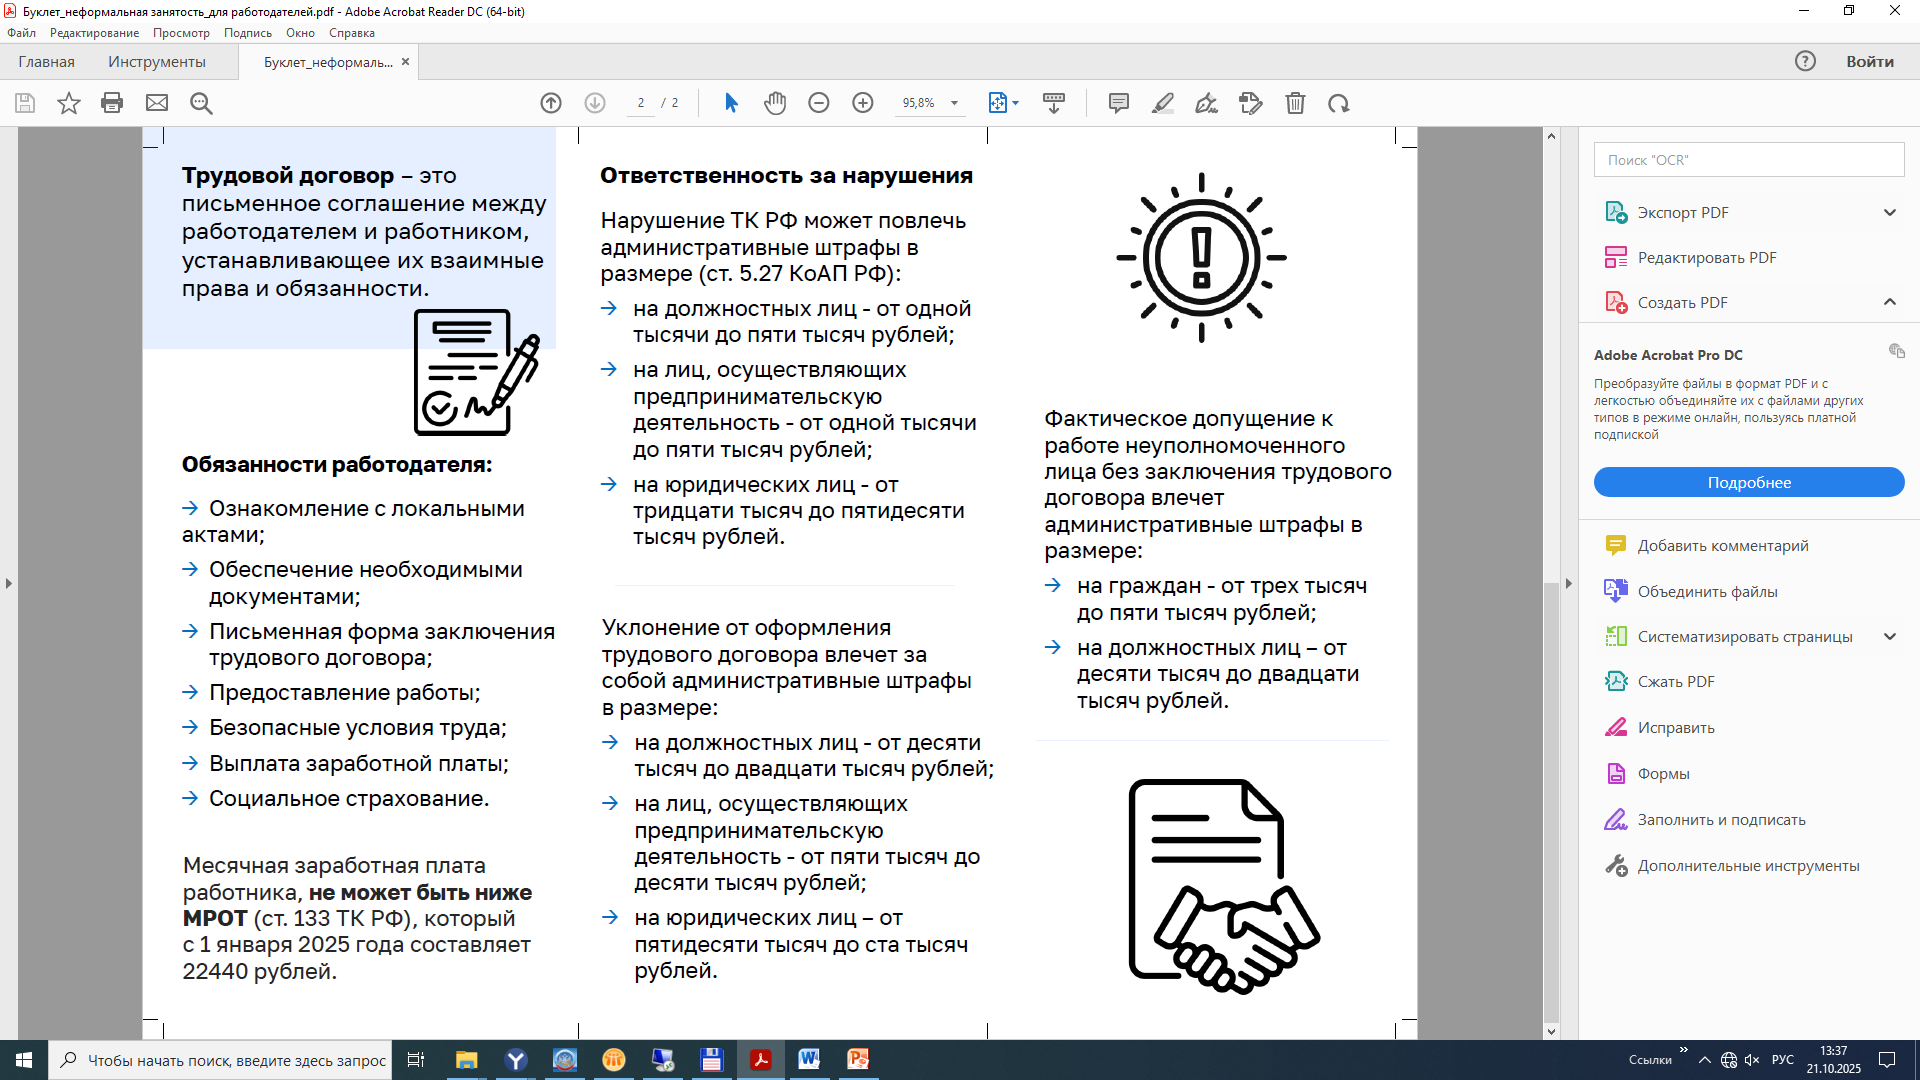 Буклет_неформальная занятость_для работодателей.pdf - Adobe Acrobat Reader DC (64-bit)
Файл Редактирование Просмотр Подпись Окно Справка
Главная Инструменты Буклет_неформаль... × ? Войти
2 / 2 95,8%
Трудовой договор – это
письменное соглашение между
работодателем и работником,
устанавливающее их взаимные
права и обязанности.
Обязанности работодателя:
→ Ознакомление с локальными
актами;
→ Обеспечение необходимыми
документами;
→ Письменная форма заключения
трудового договора;
→ Предоставление работы;
→ Безопасные условия труда;
→ Выплата заработной платы;
→ Социальное страхование.
Месячная заработная плата
работника, не может быть ниже
МРОТ (ст. 133 ТК РФ), который
с 1 января 2025 года составляет
22440 рублей.
Ответственность за нарушения
Нарушение ТК РФ может повлечь
административные штрафы в
размере (ст. 5.27 КоАП РФ):
→ на должностных лиц - от одной
тысячи до пяти тысяч рублей;
→ на лиц, осуществляющих
предпринимательскую
деятельность - от одной тысячи
до пяти тысяч рублей;
→ на юридических лиц - от
тридцати тысяч до пятидесяти
тысяч рублей.
Уклонение от оформления
трудового договора влечет за
собой административные штрафы
в размере:
→ на должностных лиц - от десяти
тысяч до двадцати тысяч рублей;
→ на лиц, осуществляющих
предпринимательскую
деятельность - от пяти тысяч до
десяти тысяч рублей;
→ на юридических лиц – от
пятидесяти тысяч до ста тысяч
рублей.
!
Фактическое допущение к
работе неуполномоченного
лица без заключения трудового
договора влечет
административные штрафы в
размере:
→ на граждан - от трех тысяч
до пяти тысяч рублей;
→ на должностных лиц – от
десяти тысяч до двадцати
тысяч рублей.
Поиск "OCR"
Экспорт PDF
Редактировать PDF
Создать PDF
Adobe Acrobat Pro DC
Преобразуйте файлы в формат PDF и с
легкостью объединяйте их с файлами других
типов в режиме онлайн, пользуясь платной
подпиской
Подробнее
Добавить комментарий
Объединить файлы
Систематизировать страницы
Сжать PDF
Исправить
Формы
Заполнить и подписать
Дополнительные инструменты
Чтобы начать поиск, введите здесь запрос
Ссылки » РУС 13:37
21.10.2025